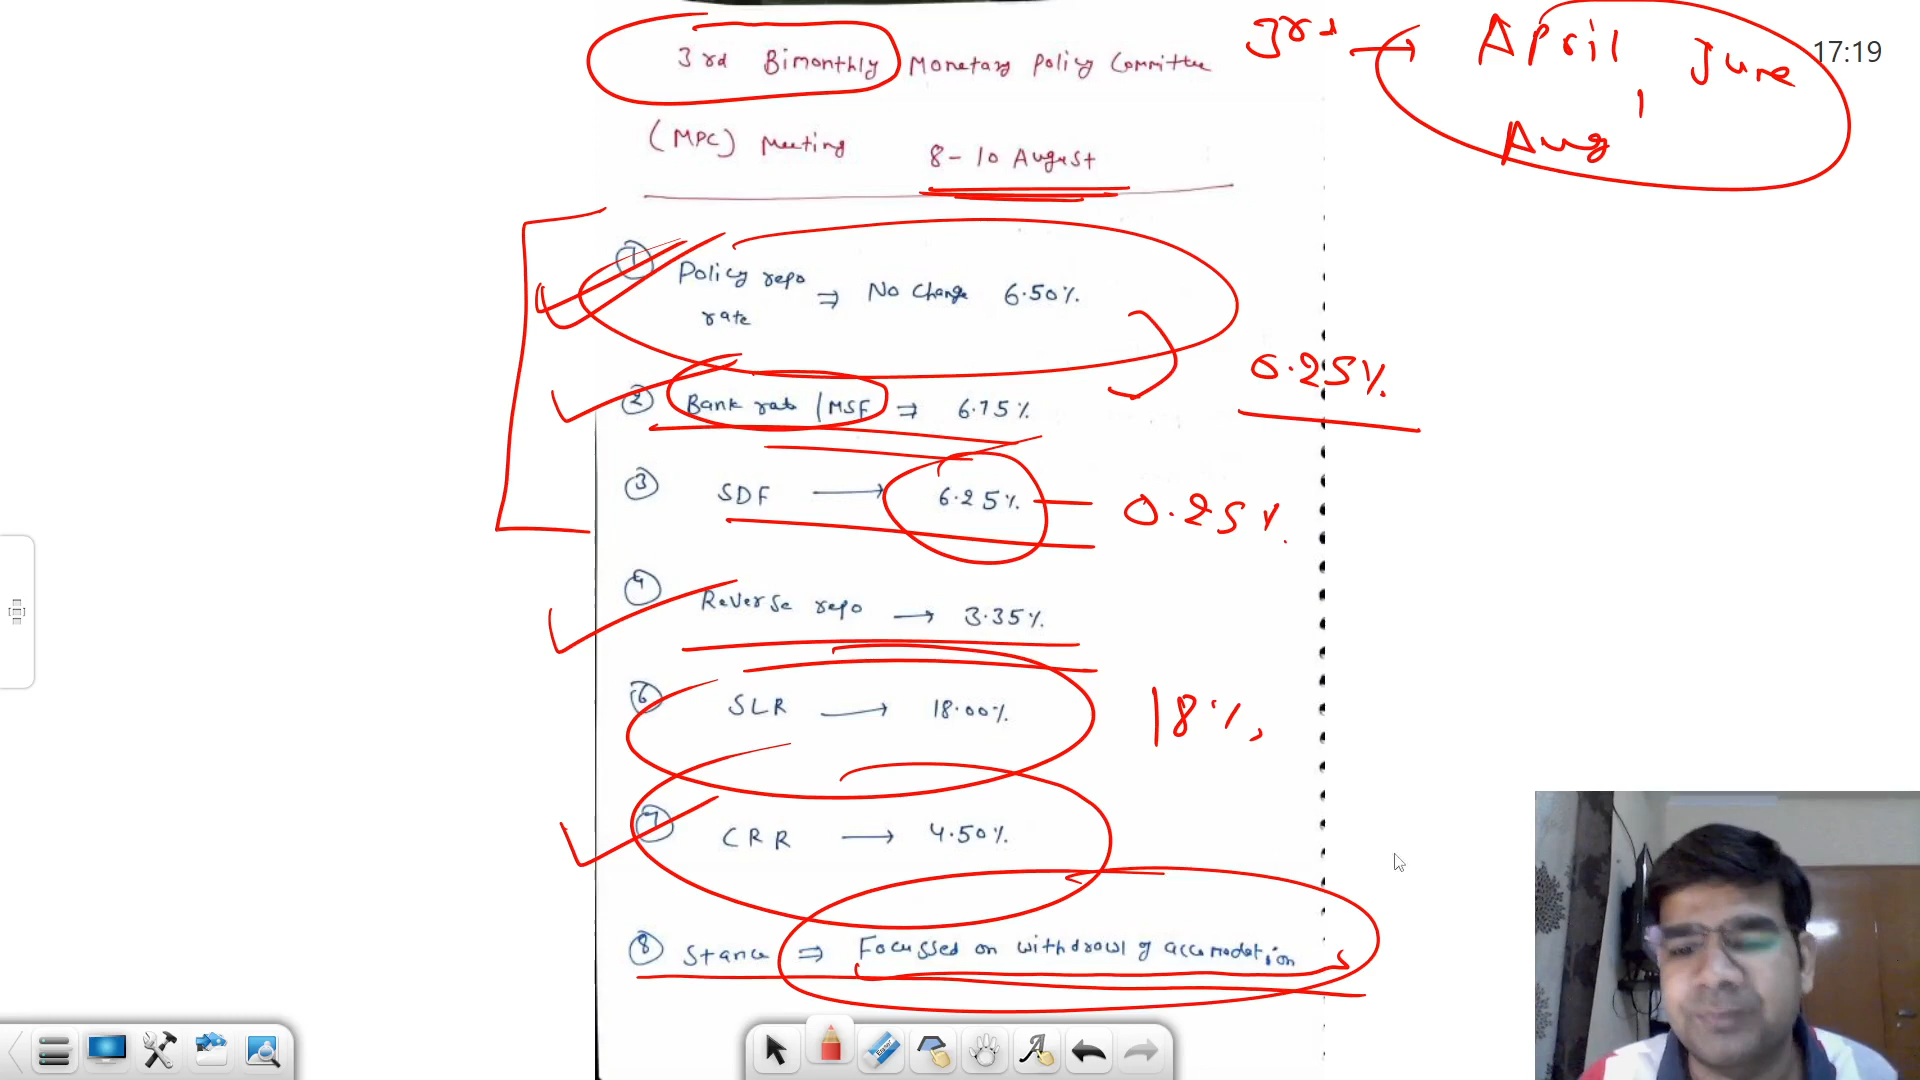 3rd Bimonthly Monetary Policy Committee
(MPC) Meeting 8-10 August
3rd → April June
Aug
17:19
① Policy repo rate ⇒ No Change 6.50%
② Bank rate / MSF ⇒ 6.75%
0.25%
③ SDF → 6.25% — 0.25%
④ Reverse repo → 3.35%
⑥ SLR → 18.00%
18%
⑦ CRR → 4.50%
⑧ Stance ⇒ Focussed on withdrawl of accomodation
Eraser
A